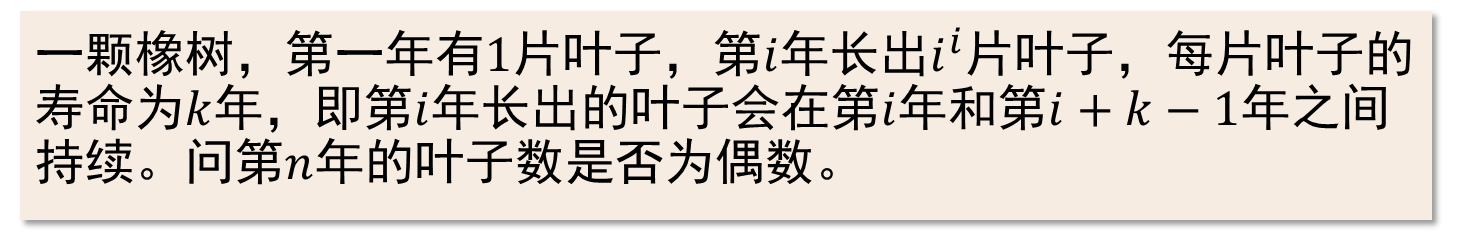 一颗橡树，第一年有1片叶子，第𝑖年长出𝑖^𝑖片叶子，每片叶子的
寿命为𝑘年，即第𝑖年长出的叶子会在第𝑖年和第𝑖 + 𝑘 − 1年之间
持续。问第𝑛年的叶子数是否为偶数。